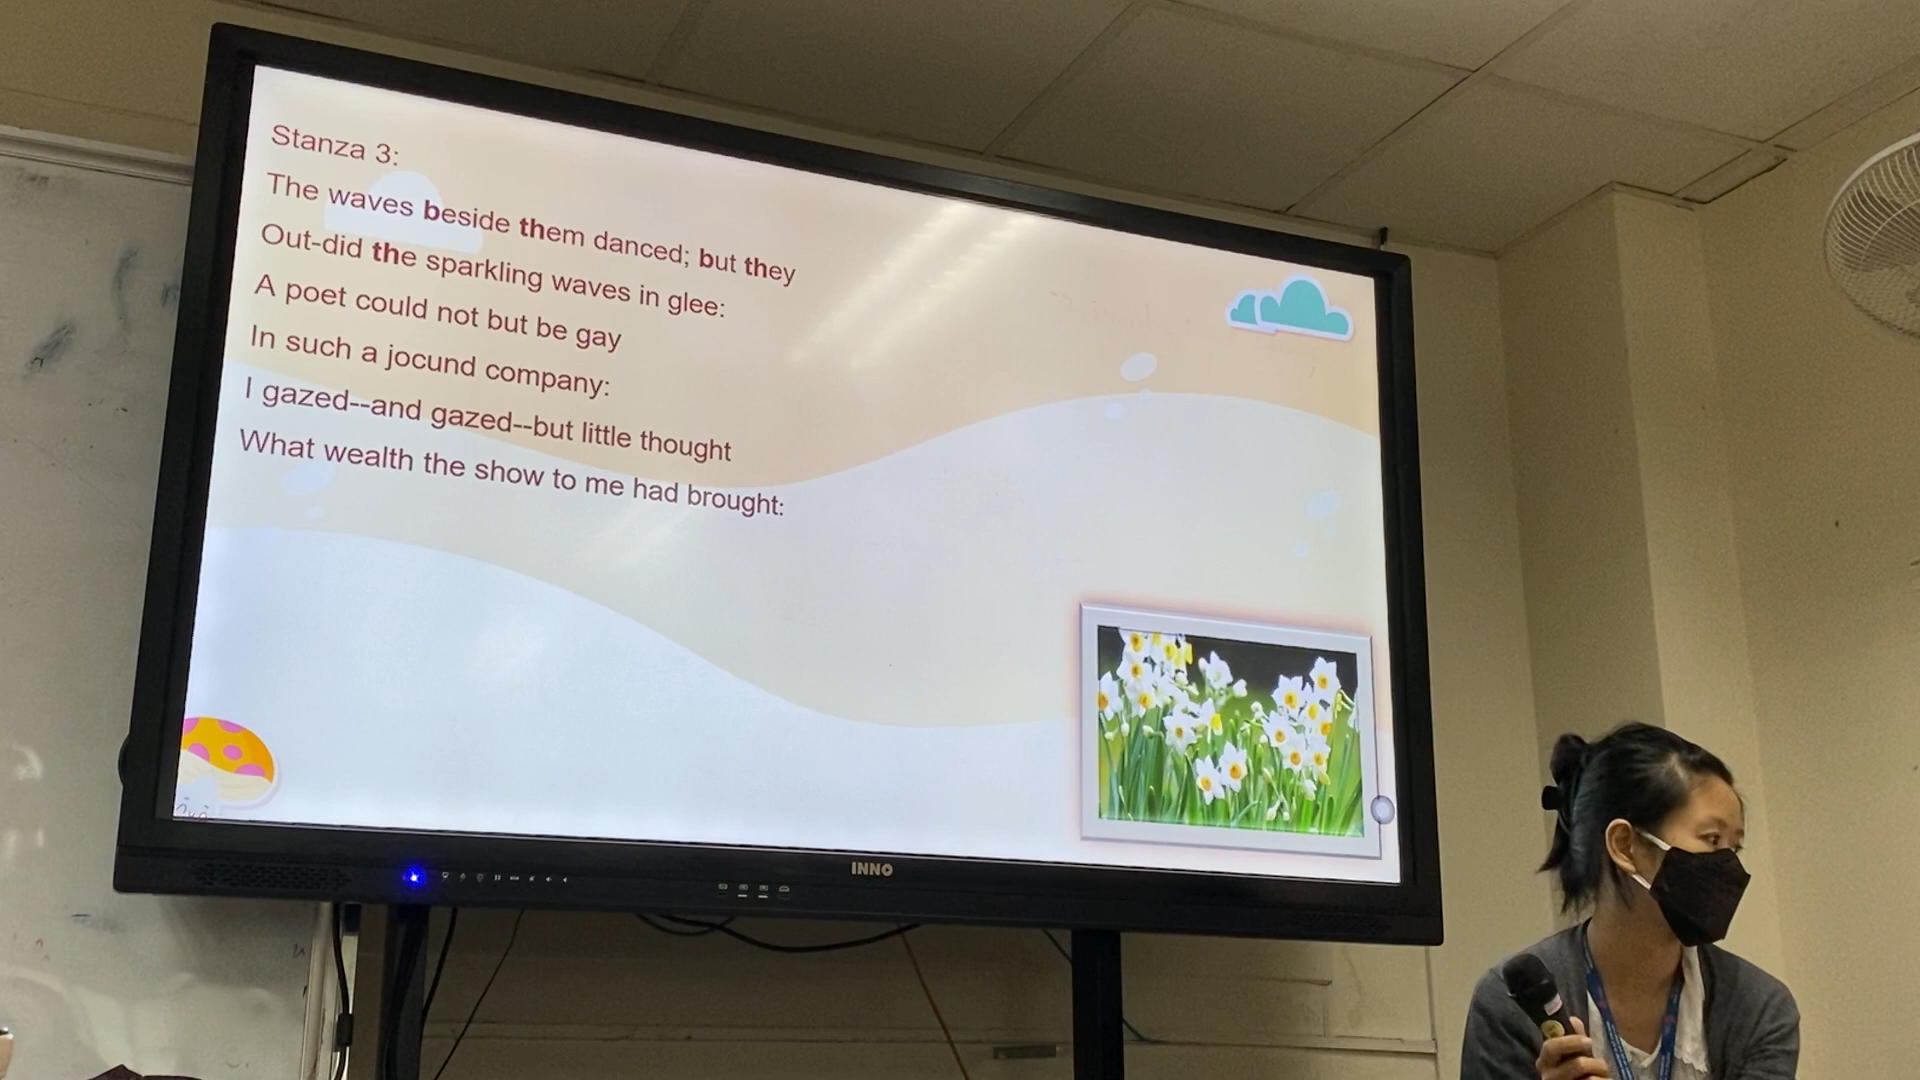 Stanza 3:
The waves beside them danced; but they
Out-did the sparkling waves in glee:
A poet could not but be gay
In such a jocund company:
I gazed--and gazed--but little thought
What wealth the show to me had brought:
INNO